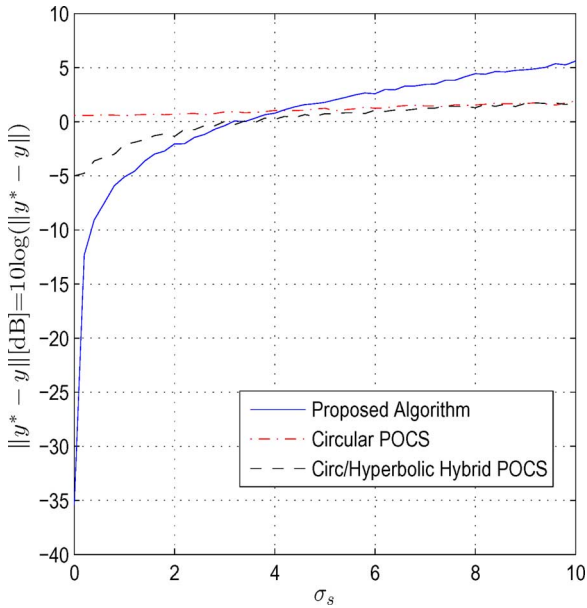 10
5
0
−5
−10
−15
−20
−25
−30
−35
−40
‖y* − y‖[dB]=10log(‖y* − y‖)
Proposed Algorithm
Circular POCS
Circ/Hyperbolic Hybrid POCS
0 2 4 6 8 10
σₛ